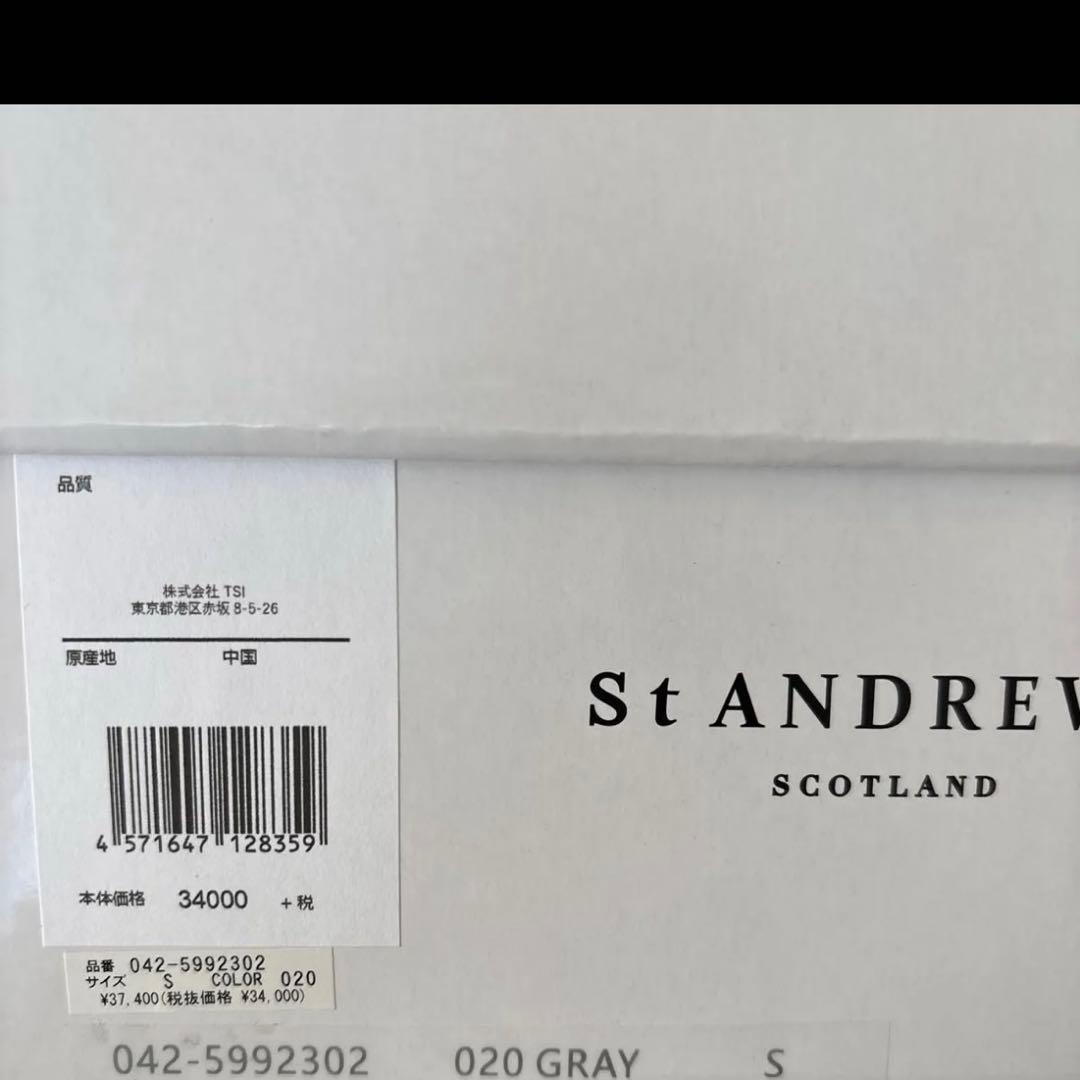 品質
株式会社 TSI
東京都港区赤坂 8-5-26
原産地 中国
4 571647 128359
本体価格 34000 +税
品番 042-5992302
サイズ S COLOR 020
¥37,400(税抜価格 ¥34,000)
St ANDREW
SCOTLAND
042-5992302 020 GRAY S